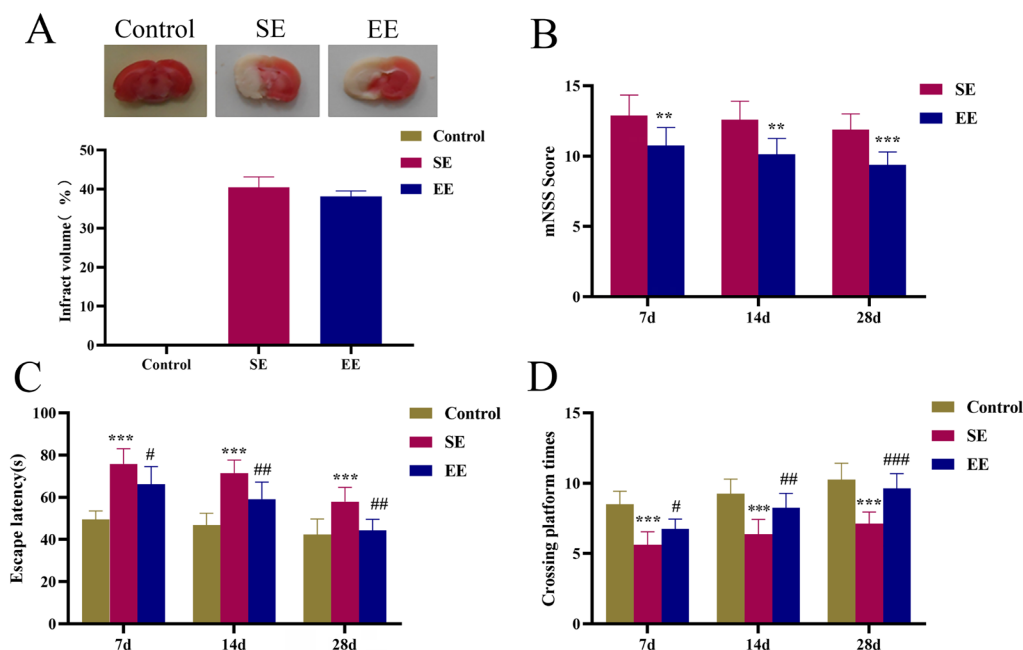 A
Control SE EE
Control
SE
EE
Infract volume( %)
50
40
30
20
10
0
Control SE EE
B
SE
EE
mNSS Score
15
10
5
0
** ** ***
7d 14d 28d
C
Control
SE
EE
Escape latency(s)
100
80
60
40
20
0
*** # *** ## *** ##
7d 14d 28d
D
Control
SE
EE
Crossing platform times
15
10
5
0
*** # *** ## *** ###
7d 14d 28d